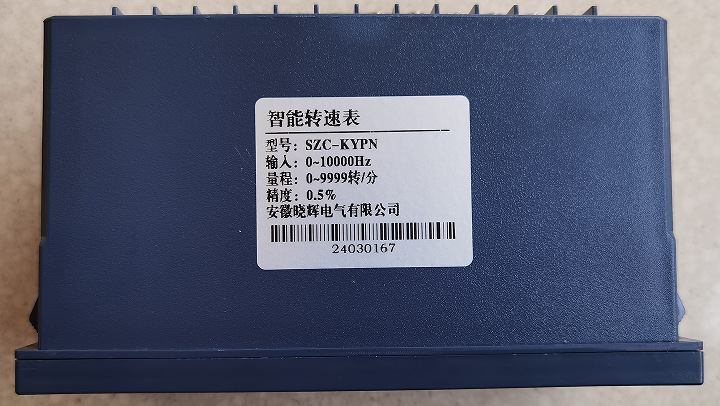 智能转速表
型号：SZC-KYPN
输入：0~10000Hz
量程：0~9999转/分
精度：0.5%
安徽晓辉电气有限公司
24030167